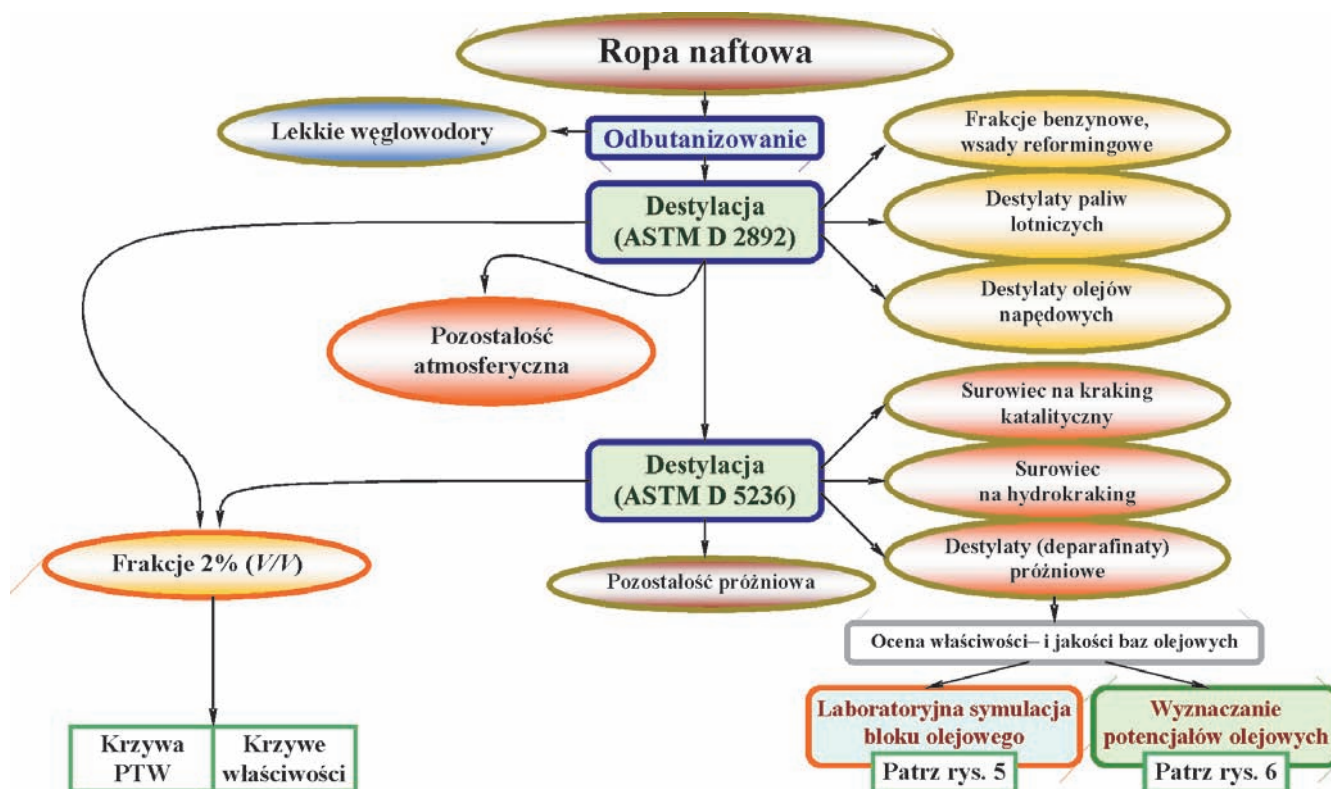 Ropa naftowa
Lekkie węglowodory
Odbutanizowanie
Frakcje benzynowe,
wsady reformingowe
Destylacja
(ASTM D 2892)
Destylaty paliw
lotniczych
Destylaty olejów
napędowych
Pozostałość
atmosferyczna
Surowiec na kraking
katalityczny
Destylacja
(ASTM D 5236)
Surowiec
na hydrokraking
Destylaty (deparafinaty)
próżniowe
Frakcje 2% (V/V)
Pozostałość próżniowa
Ocena właściwości– i jakości baz olejowych
Laboratoryjna symulacja
bloku olejowego
Patrz rys. 5
Wyznaczanie
potencjałów olejowych
Patrz rys. 6
Krzywa
PTW
Krzywe
właściwości